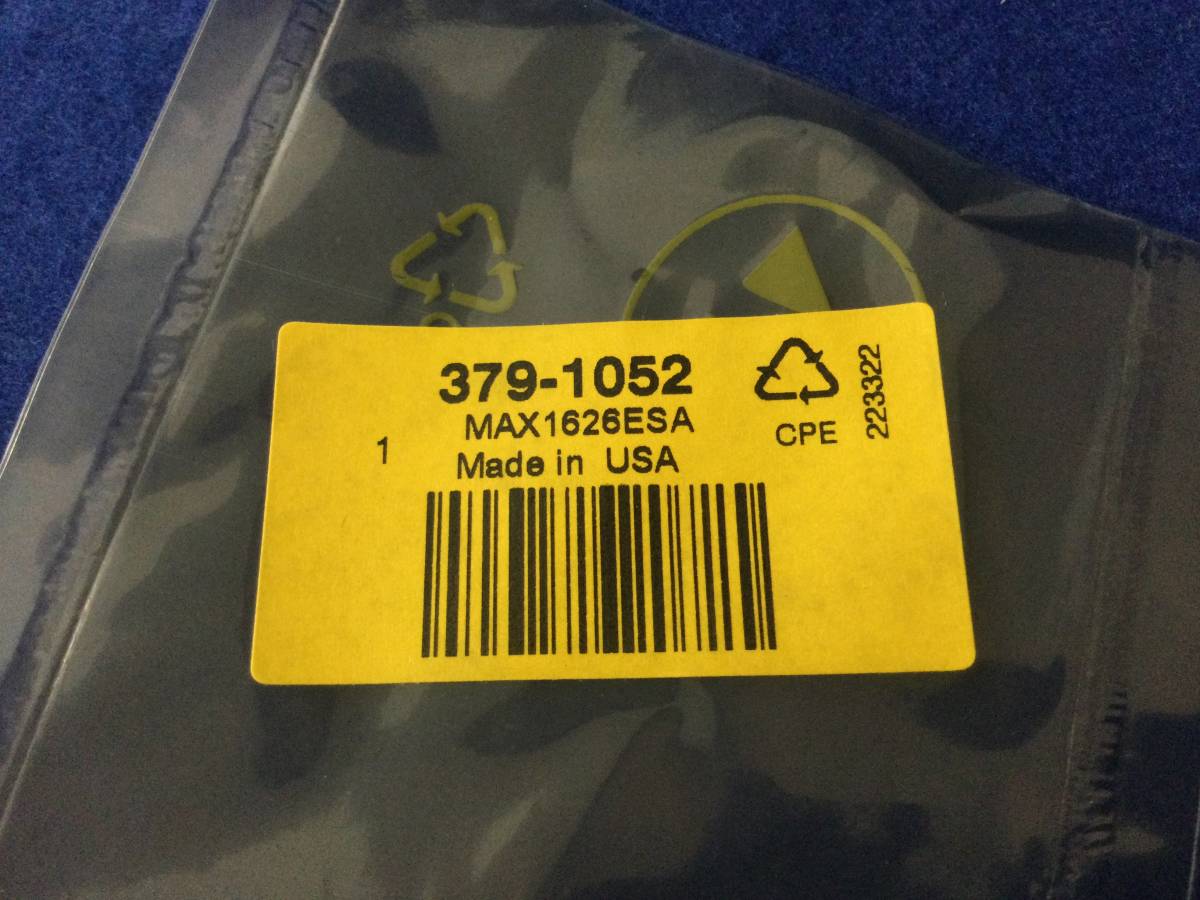 379-1052
MAX1626ESA
1
Made in USA
CPE
223322